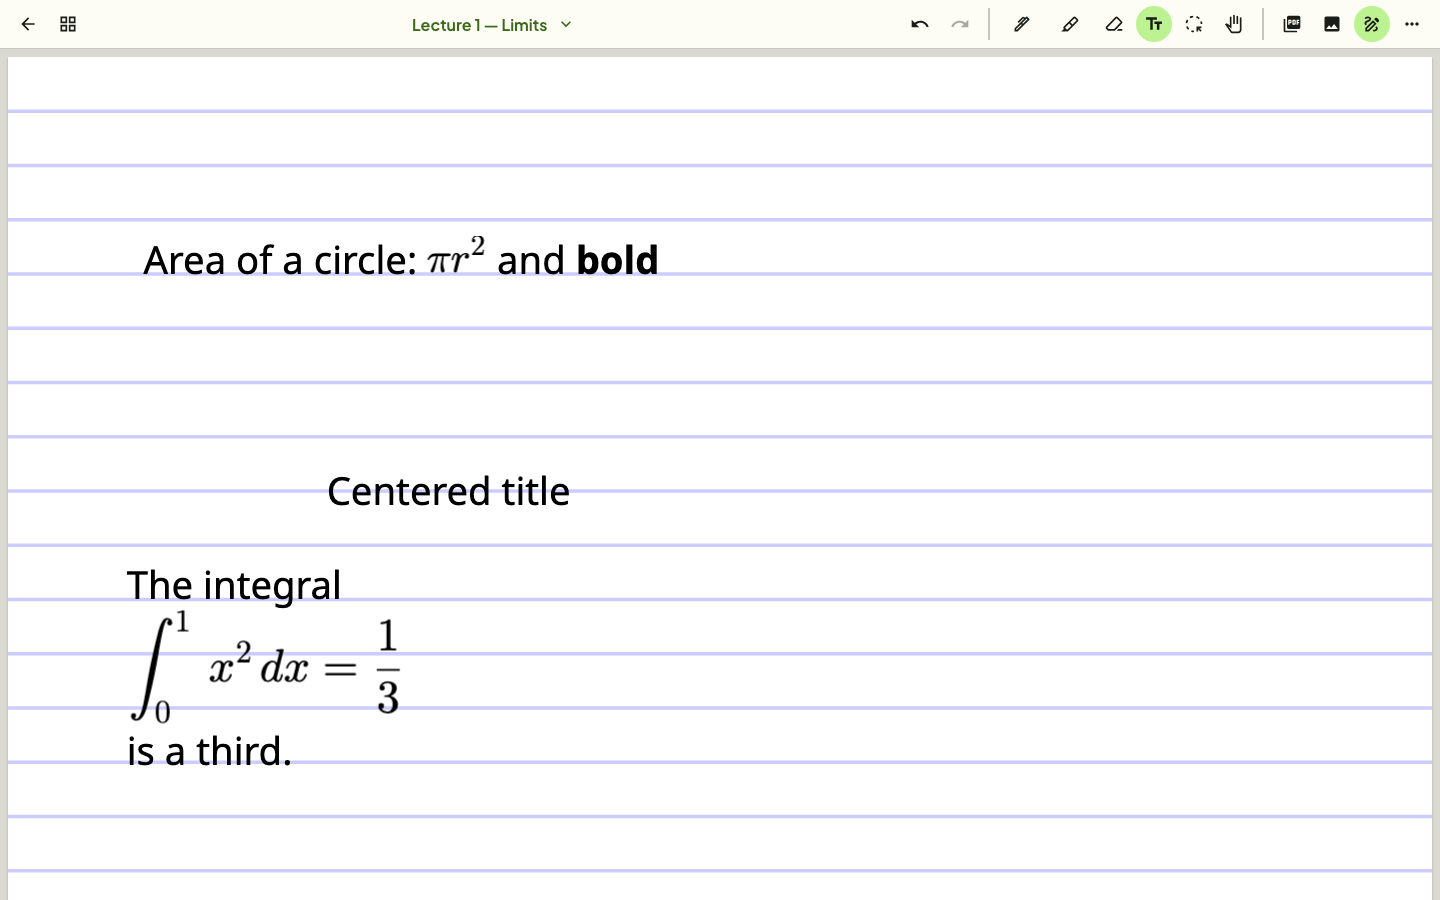 Lecture 1 — Limits
Area of a circle: πr² and bold
Centered title
The integral
∫₀¹ x² dx = 1/3
is a third.